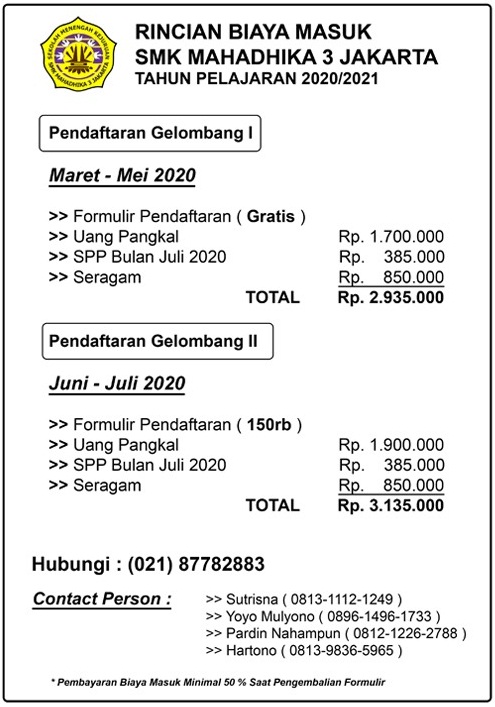 SEKOLAH MENENGAH KEJURUAN
SMK MAHADHIKA 3 JAKARTA
RINCIAN BIAYA MASUK
SMK MAHADHIKA 3 JAKARTA
TAHUN PELAJARAN 2020/2021
Pendaftaran Gelombang I
Maret - Mei 2020
>> Formulir Pendaftaran ( Gratis )
>> Uang Pangkal Rp. 1.700.000
>> SPP Bulan Juli 2020 Rp. 385.000
>> Seragam Rp. 850.000
TOTAL Rp. 2.935.000
Pendaftaran Gelombang II
Juni - Juli 2020
>> Formulir Pendaftaran ( 150rb )
>> Uang Pangkal Rp. 1.900.000
>> SPP Bulan Juli 2020 Rp. 385.000
>> Seragam Rp. 850.000
TOTAL Rp. 3.135.000
Hubungi : (021) 87782883
Contact Person : >> Sutrisna ( 0813-1112-1249 )
>> Yoyo Mulyono ( 0896-1496-1733 )
>> Pardin Nahampun ( 0812-1226-2788 )
>> Hartono ( 0813-9836-5965 )
* Pembayaran Biaya Masuk Minimal 50 % Saat Pengembalian Formulir